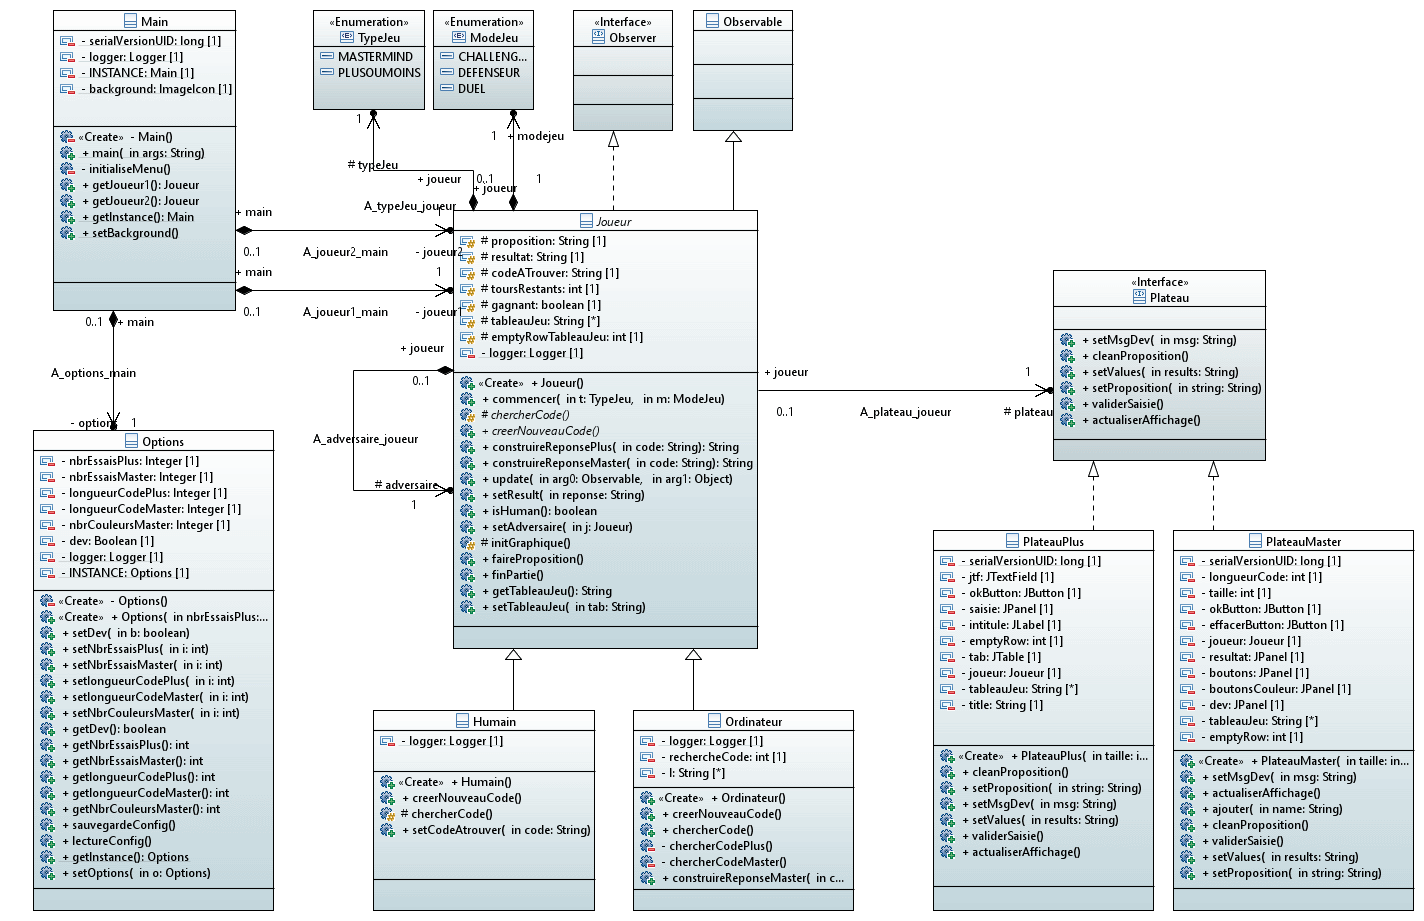 Main
- serialVersionUID: long [1]
- logger: Logger [1]
- INSTANCE: Main [1]
- background: ImageIcon [1]
«Create» - Main()
+ main( in args: String)
- initialiseMenu()
+ getJoueur1(): Joueur
+ getJoueur2(): Joueur
+ getInstance(): Main
+ setBackground()
«Enumeration»
TypeJeu
MASTERMIND
PLUSOUMOINS
«Enumeration»
ModeJeu
CHALLENG...
DEFENSEUR
DUEL
«Interface»
Observer
Observable
1
# typeJeu
+ joueur
0..1
A_typeJeu_joueur
1
+ modejeu
1
+ joueur
+ main
0..1
A_joueur2_main
- joueur2
1
+ main
0..1
A_joueur1_main
- joueur1
1
0..1
+ main
A_options_main
- options
1
Joueur
# proposition: String [1]
# resultat: String [1]
# codeATrouver: String [1]
# toursRestants: int [1]
# gagnant: boolean [1]
# tableauJeu: String [*]
# emptyRowTableauJeu: int [1]
- logger: Logger [1]
«Create» + Joueur()
+ commencer( in t: TypeJeu, in m: ModeJeu)
# chercherCode()
+ creerNouveauCode()
+ construireReponsePlus( in code: String): String
+ construireReponseMaster( in code: String): String
+ update( in arg0: Observable, in arg1: Object)
+ setResult( in reponse: String)
+ isHuman(): boolean
+ setAdversaire( in j: Joueur)
# initGraphique()
+ faireProposition()
+ finPartie()
+ getTableauJeu(): String
+ setTableauJeu( in tab: String)
+ joueur
0..1
A_adversaire_joueur
# adversaire
1
+ joueur
0..1
A_plateau_joueur
1
# plateau
«Interface»
Plateau
+ setMsgDev( in msg: String)
+ cleanProposition()
+ setValues( in results: String)
+ setProposition( in string: String)
+ validerSaisie()
+ actualiserAffichage()
Options
- nbrEssaisPlus: Integer [1]
- nbrEssaisMaster: Integer [1]
- longueurCodePlus: Integer [1]
- longueurCodeMaster: Integer [1]
- nbrCouleursMaster: Integer [1]
- dev: Boolean [1]
- logger: Logger [1]
- INSTANCE: Options [1]
«Create» - Options()
«Create» + Options( in nbrEssaisPlus:...
+ setDev( in b: boolean)
+ setNbrEssaisPlus( in i: int)
+ setNbrEssaisMaster( in i: int)
+ setlongueurCodePlus( in i: int)
+ setlongueurCodeMaster( in i: int)
+ setNbrCouleursMaster( in i: int)
+ getDev(): boolean
+ getNbrEssaisPlus(): int
+ getNbrEssaisMaster(): int
+ getlongueurCodePlus(): int
+ getlongueurCodeMaster(): int
+ getNbrCouleursMaster(): int
+ sauvegardeConfig()
+ lectureConfig()
+ getInstance(): Options
+ setOptions( in o: Options)
Humain
- logger: Logger [1]
«Create» + Humain()
+ creerNouveauCode()
# chercherCode()
+ setCodeAtrouver( in code: String)
Ordinateur
- logger: Logger [1]
- rechercheCode: int [1]
- l: String [*]
«Create» + Ordinateur()
+ creerNouveauCode()
+ chercherCode()
- chercherCodePlus()
- chercherCodeMaster()
+ construireReponseMaster( in c...
PlateauPlus
- serialVersionUID: long [1]
- jtf: JTextField [1]
- okButton: JButton [1]
- saisie: JPanel [1]
- intitule: JLabel [1]
- emptyRow: int [1]
- tab: JTable [1]
- joueur: Joueur [1]
- tableauJeu: String [*]
- title: String [1]
«Create» + PlateauPlus( in taille: i...
+ cleanProposition()
+ setProposition( in string: String)
+ setMsgDev( in msg: String)
+ setValues( in results: String)
+ validerSaisie()
+ actualiserAffichage()
PlateauMaster
- serialVersionUID: long [1]
- longueurCode: int [1]
- taille: int [1]
- okButton: JButton [1]
- effacerButton: JButton [1]
- joueur: Joueur [1]
- resultat: JPanel [1]
- boutons: JPanel [1]
- boutonsCouleur: JPanel [1]
- dev: JPanel [1]
- tableauJeu: String [*]
- emptyRow: int [1]
«Create» + PlateauMaster( in taille: in...
+ setMsgDev( in msg: String)
+ actualiserAffichage()
+ ajouter( in name: String)
+ cleanProposition()
+ validerSaisie()
+ setValues( in results: String)
+ setProposition( in string: String)